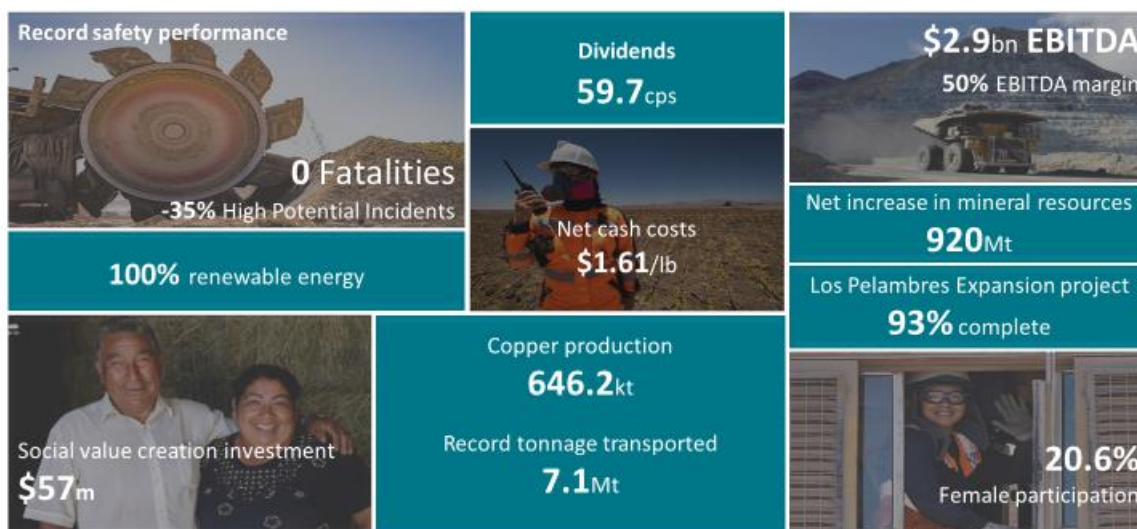 Record safety performance
0 Fatalities
-35% High Potential Incidents
100% renewable energy
Dividends
59.7cps
Net cash costs
$1.61/lb
$2.9bn EBITDA
50% EBITDA margin
Net increase in mineral resources
920Mt
Los Pelambres Expansion project
93% complete
Social value creation investment
$57m
Copper production
646.2kt
Record tonnage transported
7.1Mt
20.6%
Female participation